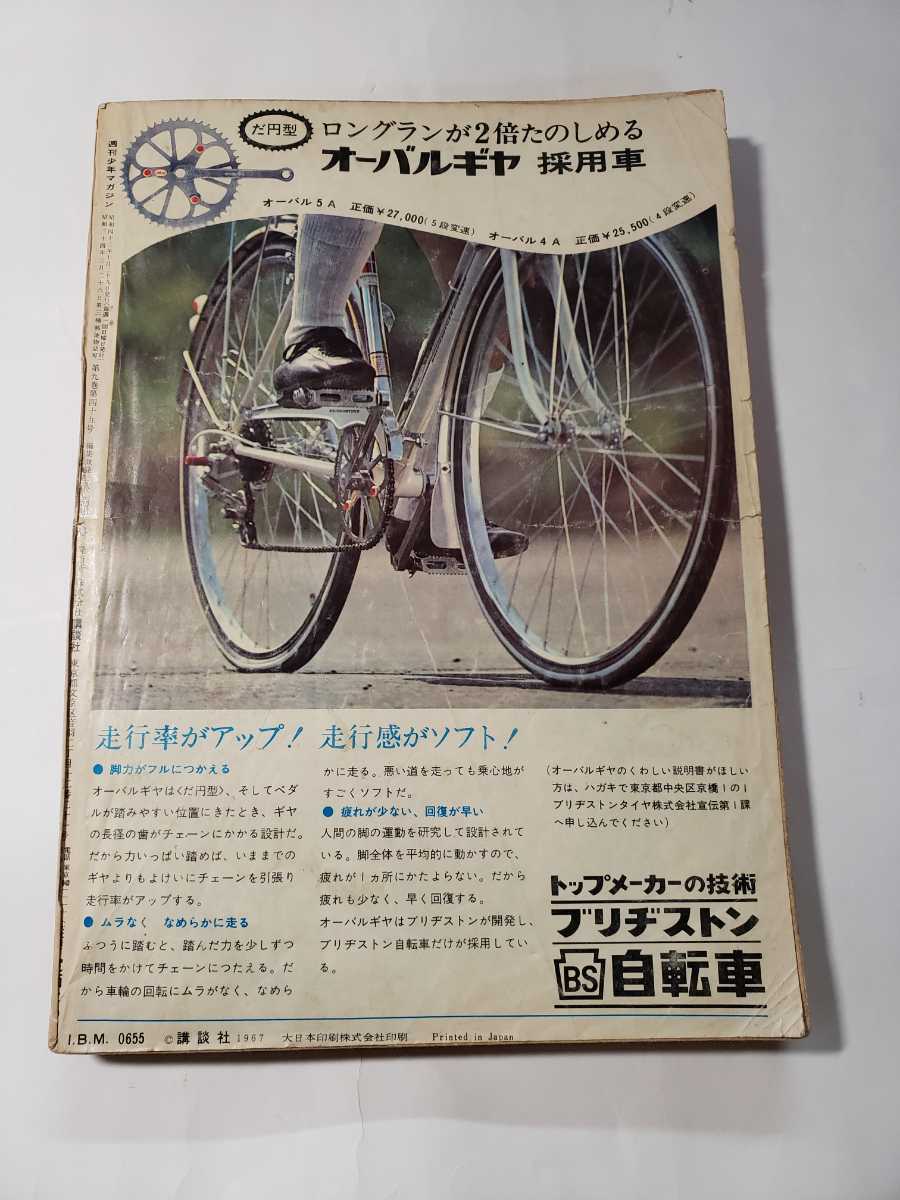 だ円型
ロングランが2倍たのしめる
オーバルギヤ 採用車
オーバル5A 正価￥27,000(5段変速) オーバル4A 正価￥25,500(4段変速)
週刊少年マガジン
第九巻第四十五号
講談社
走行率がアップ! 走行感がソフト!
● 脚力がフルにつかえる
オーバルギヤは〈だ円型〉、そしてペダ
ルが踏みやすい位置にきたとき、ギヤ
の長径の歯がチェーンにかかる設計だ。
だから力いっぱい踏めば、いままでの
ギヤよりもよけいにチェーンを引張り
走行率がアップする。
● ムラなく なめらかに走る
ふつうに踏むと、踏んだ力を少しずつ
時間をかけてチェーンにつたえる。だ
から車輪の回転にムラがなく、なめら
かに走る。悪い道を走っても乗心地が
すごくソフトだ。
● 疲れが少ない、回復が早い
人間の脚の運動を研究して設計されて
いる。脚全体を平均的に動かすので、
疲れが1ヵ所にかたよらない。だから
疲れも少なく、早く回復する。
オーバルギヤはブリヂストンが開発し、
ブリヂストン自転車だけが採用してい
る。
(オーバルギヤのくわしい説明書がほしい
方は、ハガキで東京都中央区京橋1の1
ブリヂストンタイヤ株式会社宣伝第1課
へ申し込んでください)
トップメーカーの技術
ブリヂストン
BS 自転車
I.B.M. 0655 ©講談社 1967 大日本印刷株式会社印刷 Printed in Japan